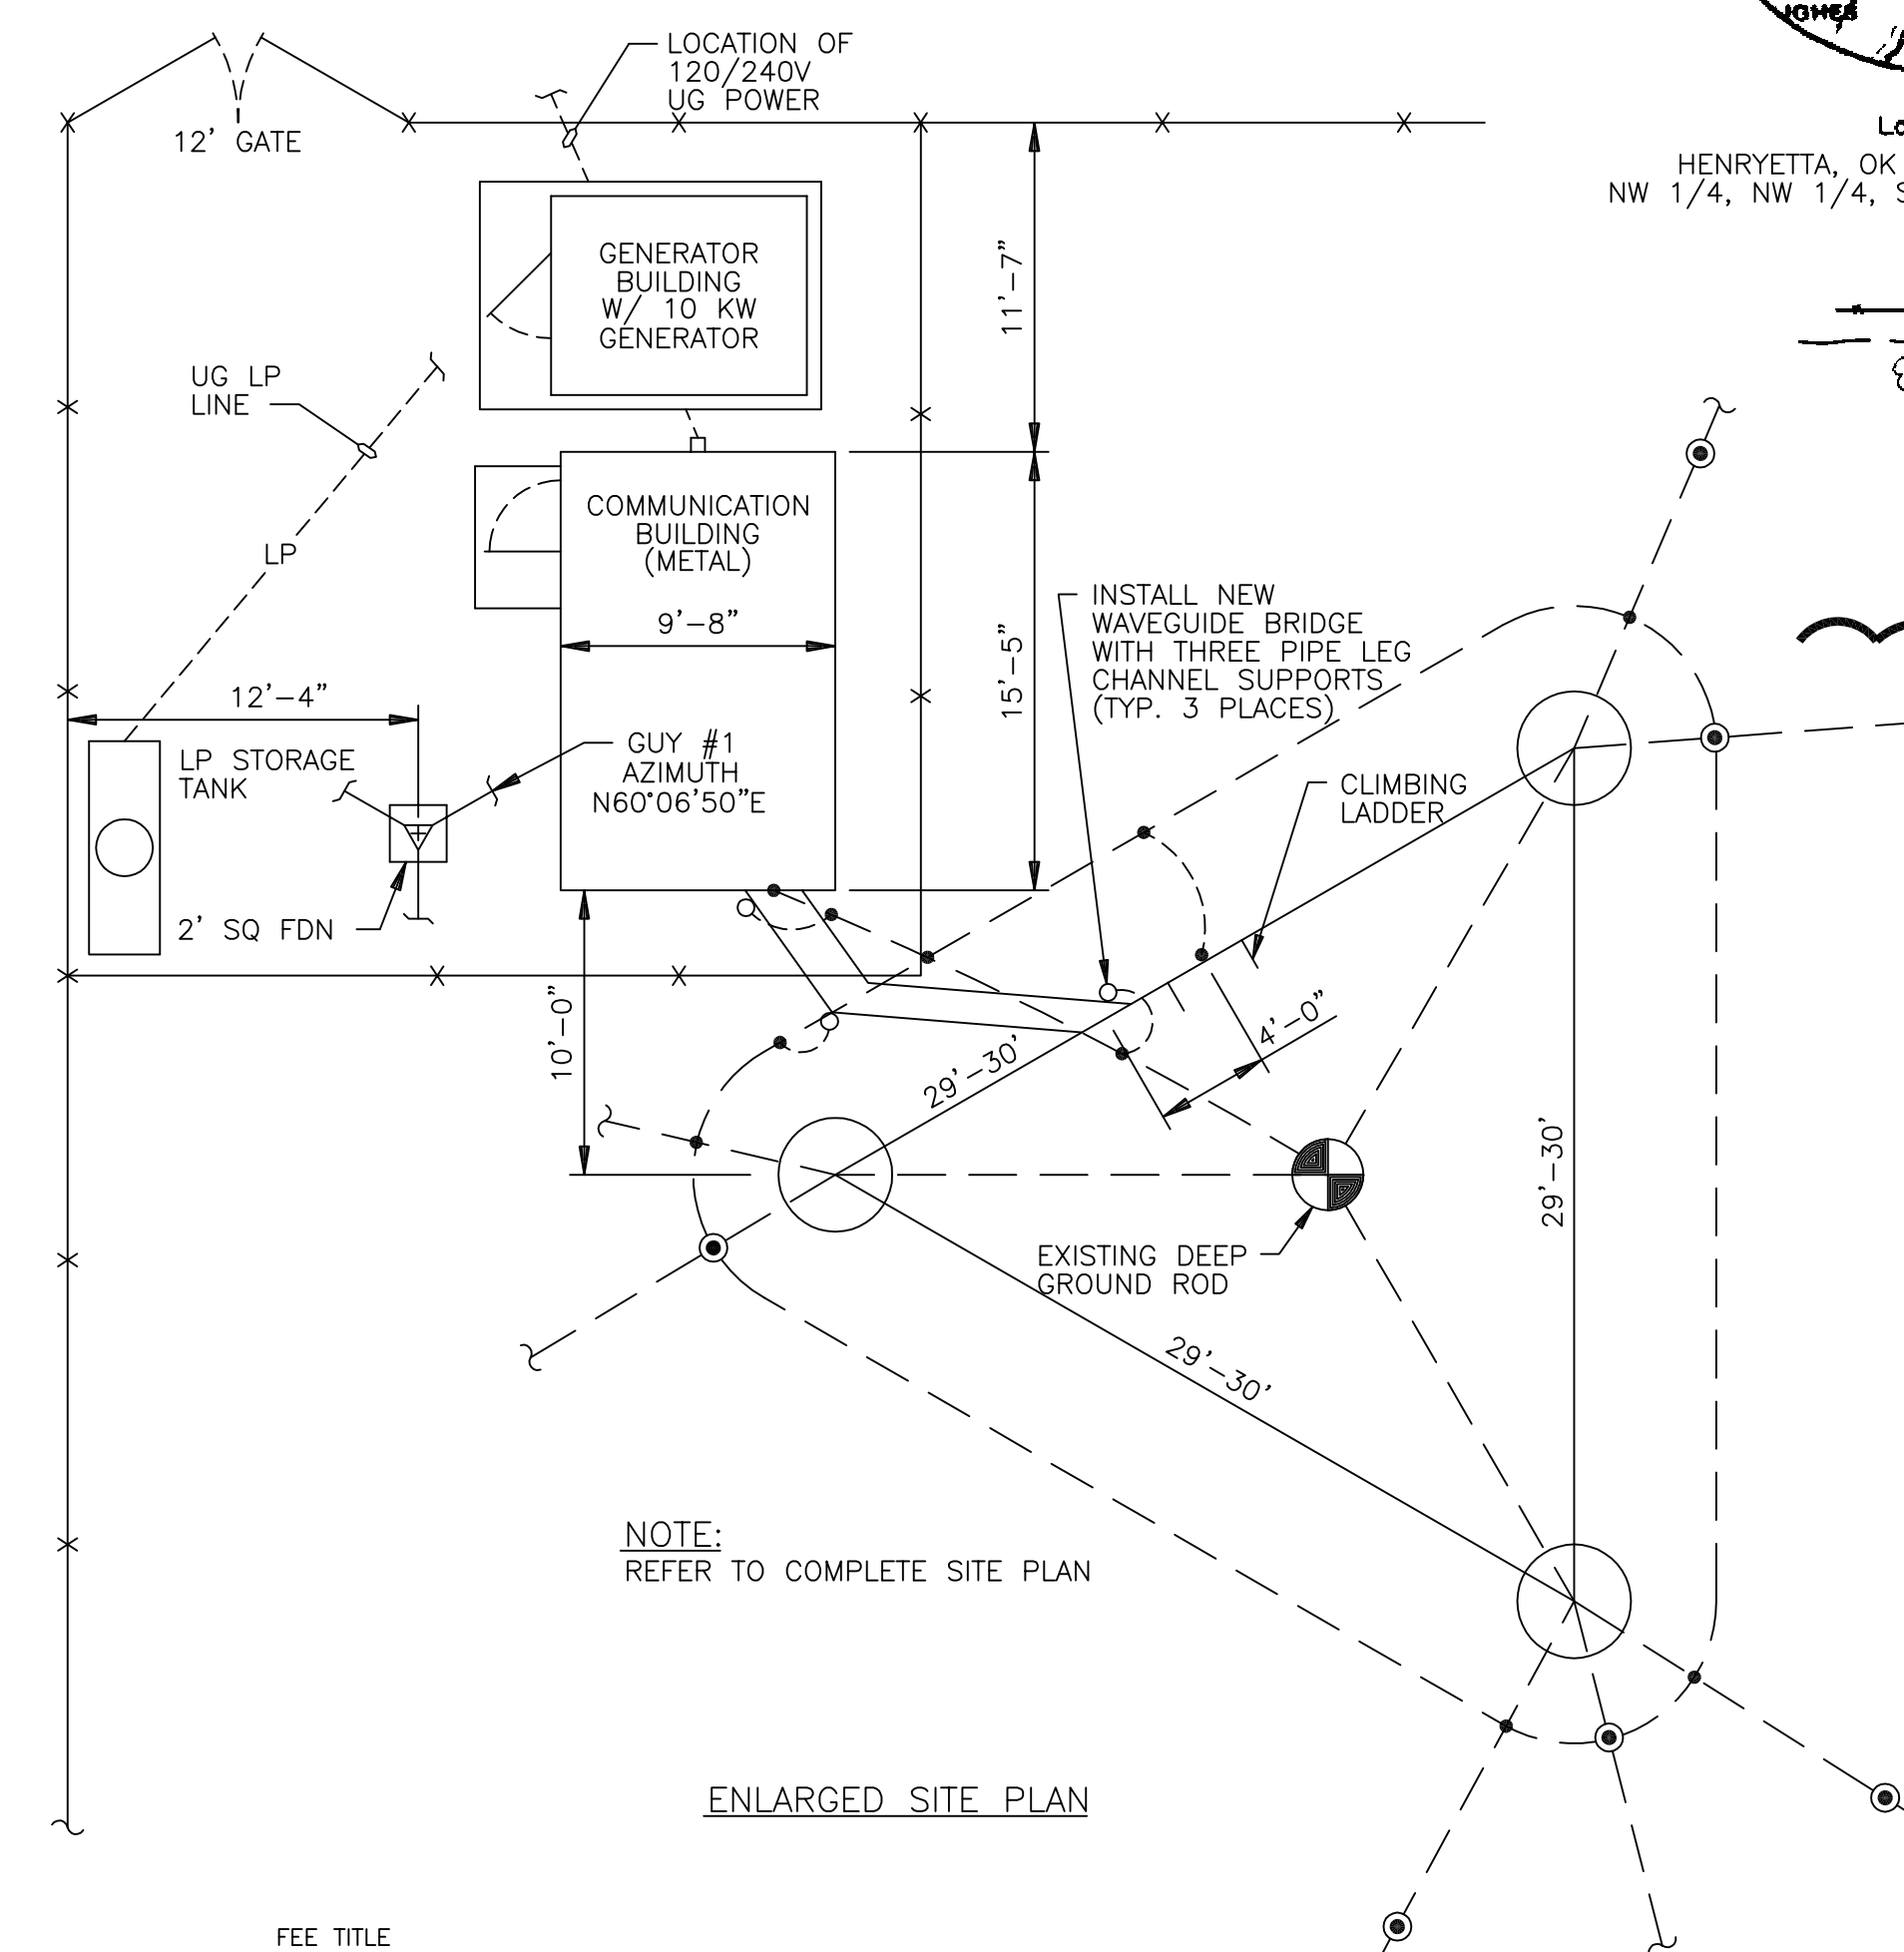 LOCATION OF
120/240V
UG POWER
12' GATE
HENRYETTA, OK
NW 1/4, NW 1/4,
GENERATOR
BUILDING
W/ 10 KW
GENERATOR
11'-7"
UG LP
LINE
LP
COMMUNICATION
BUILDING
(METAL)
9'-8"
15'-5"
INSTALL NEW
WAVEGUIDE BRIDGE
WITH THREE PIPE LEG
CHANNEL SUPPORTS
(TYP. 3 PLACES)
12'-4"
LP STORAGE
TANK
GUY #1
AZIMUTH
N60°06'50"E
CLIMBING
LADDER
2' SQ FDN
10'-0"
4'-0"
29'-30'
29'-30'
EXISTING DEEP
GROUND ROD
29'-30'
NOTE:
REFER TO COMPLETE SITE PLAN
ENLARGED SITE PLAN
FEE TITLE